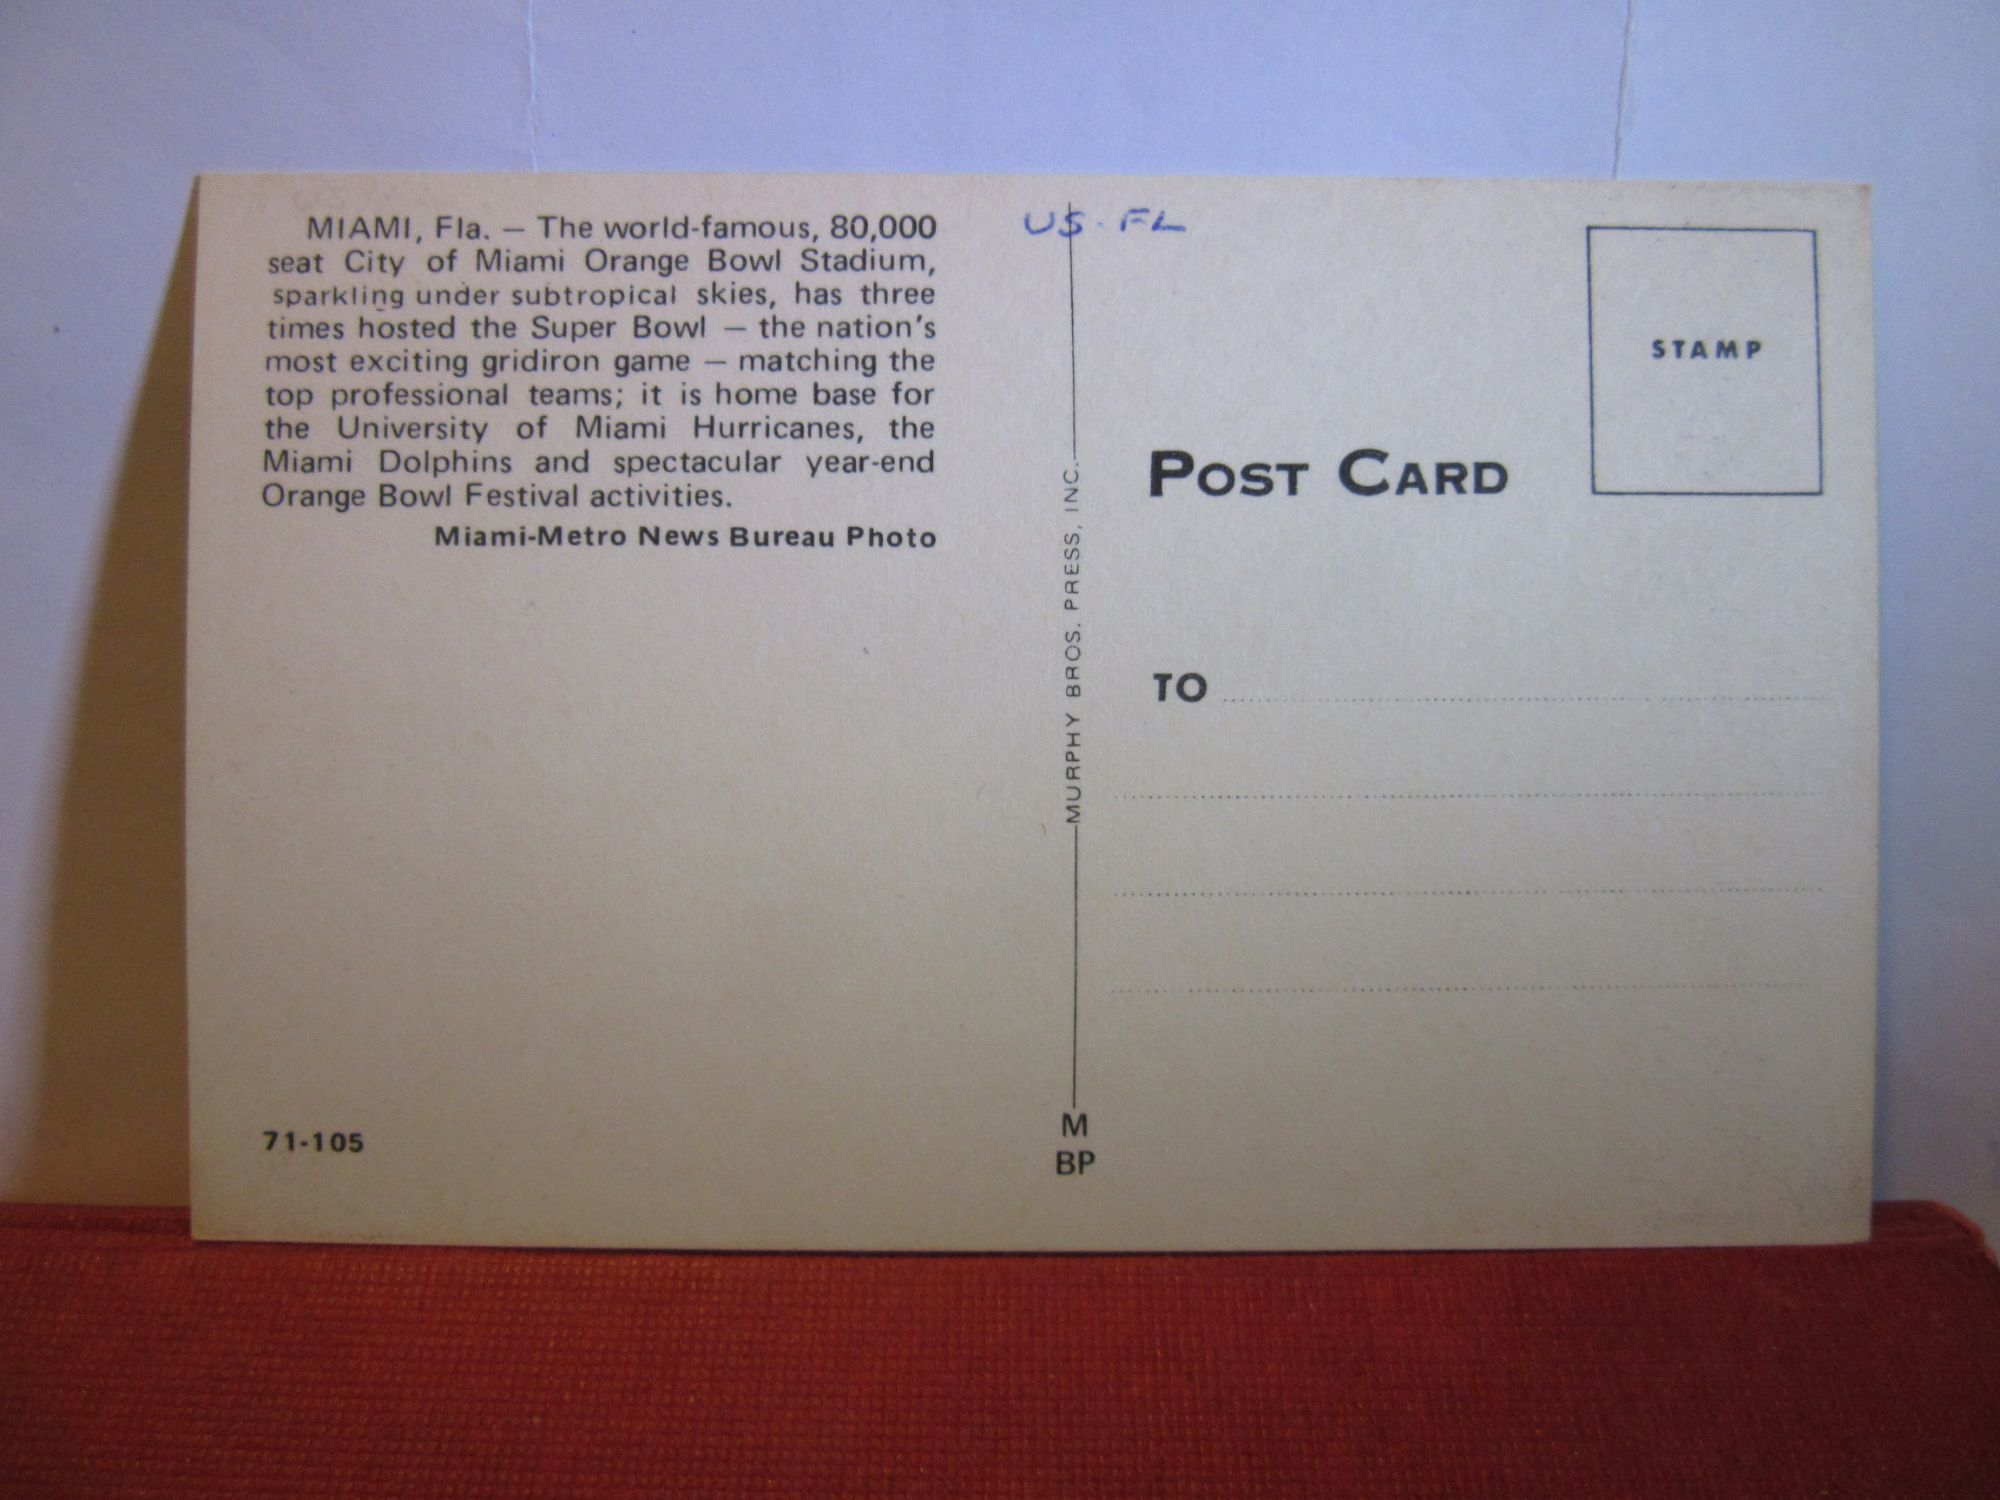 MIAMI, Fla. — The world-famous, 80,000
seat City of Miami Orange Bowl Stadium,
sparkling under subtropical skies, has three
times hosted the Super Bowl — the nation's
most exciting gridiron game — matching the
top professional teams; it is home base for
the University of Miami Hurricanes, the
Miami Dolphins and spectacular year-end
Orange Bowl Festival activities.
Miami-Metro News Bureau Photo
71-105
US-FL
MURPHY BROS. PRESS, INC.
M
BP
POST CARD
STAMP
TO